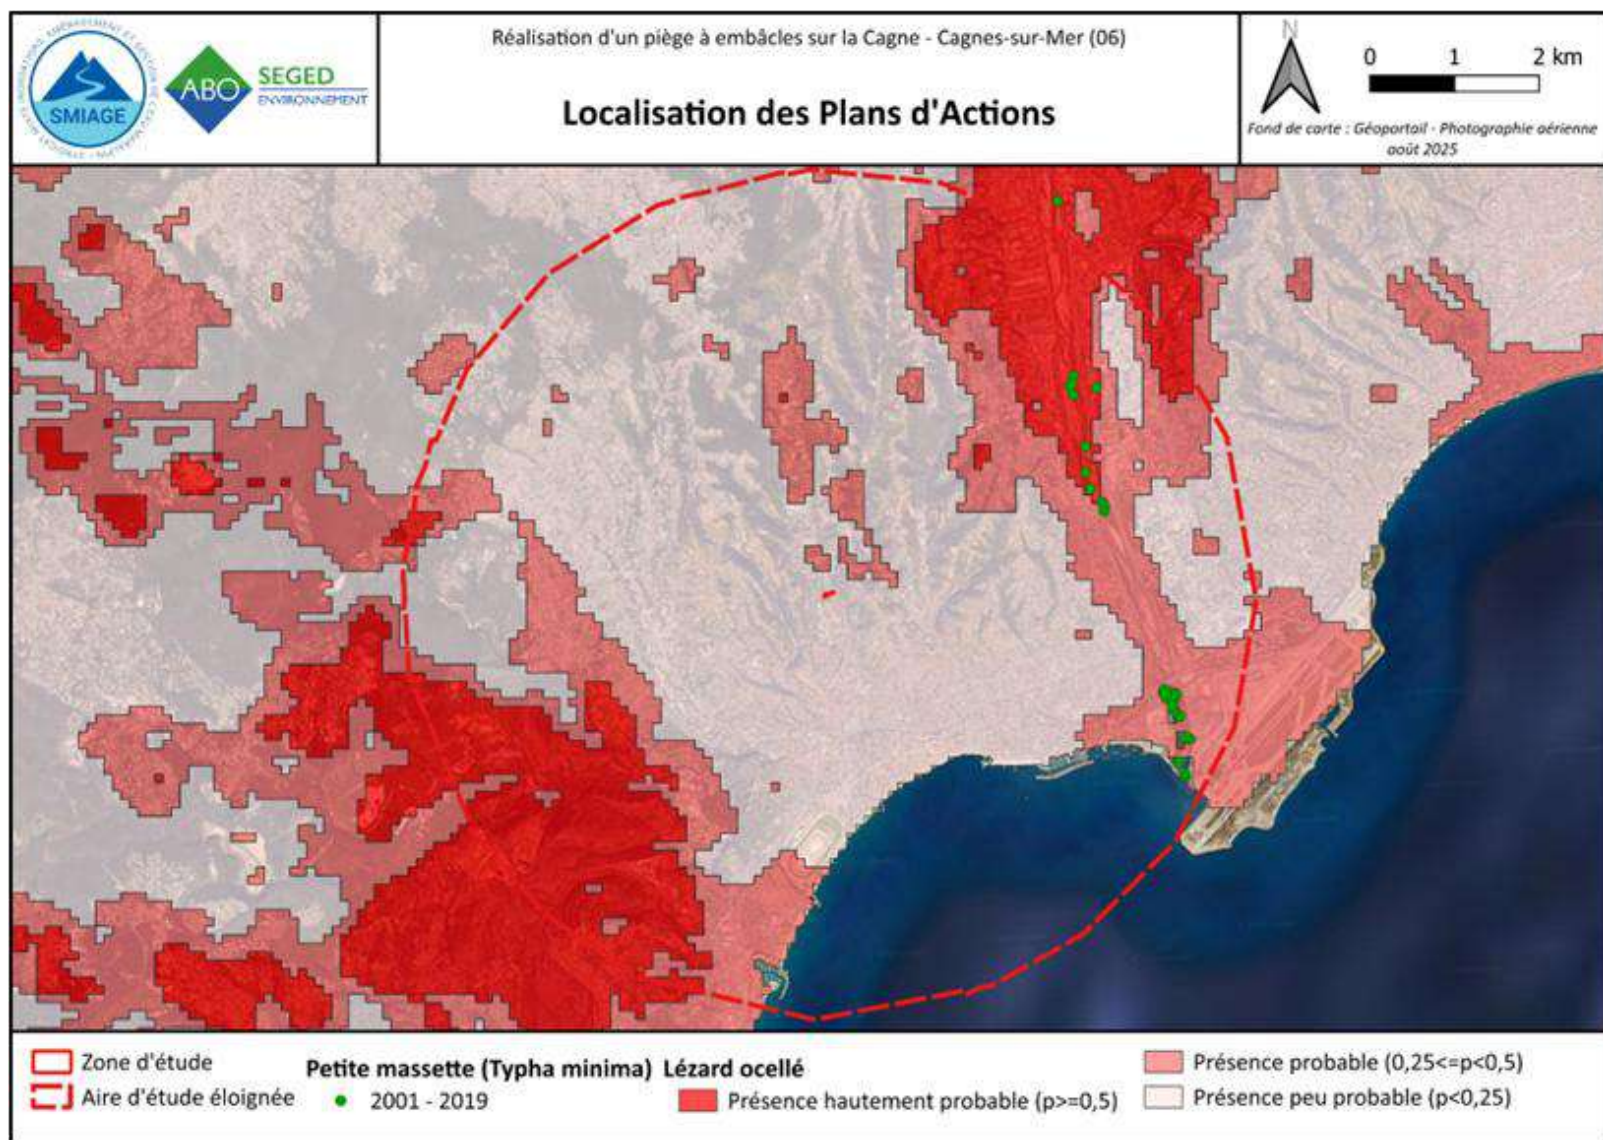 Réalisation d'un piège à embâcles sur la Cagne - Cagnes-sur-Mer (06)
Localisation des Plans d'Actions
SMIAGE
ABO
SEGED
ENVIRONNEMENT
N
0 1 2 km
Fond de carte : Géoportail - Photographie aérienne
août 2025
Zone d'étude
Aire d'étude éloignée
Petite massette (Typha minima)
2001 - 2019
Lézard ocellé
Présence hautement probable (p>=0,5)
Présence probable (0,25<=p<0,5)
Présence peu probable (p<0,25)